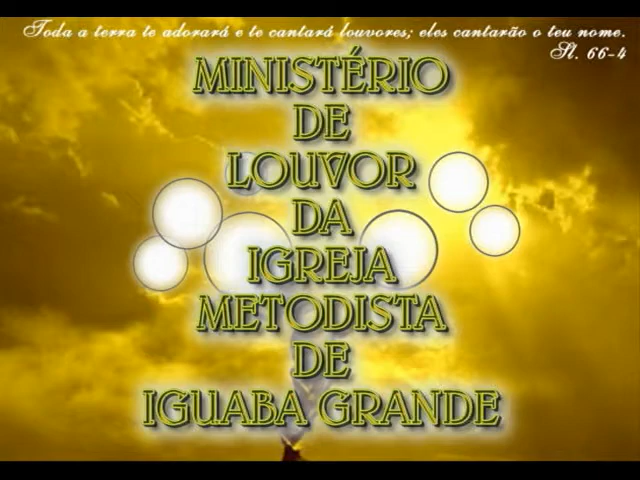 Toda a terra te adorará e te cantará louvores; eles cantarão o teu nome.
Sl. 66-4
MINISTÉRIO
DE
LOUVOR
DA
IGREJA
METODISTA
DE
IGUABA GRANDE